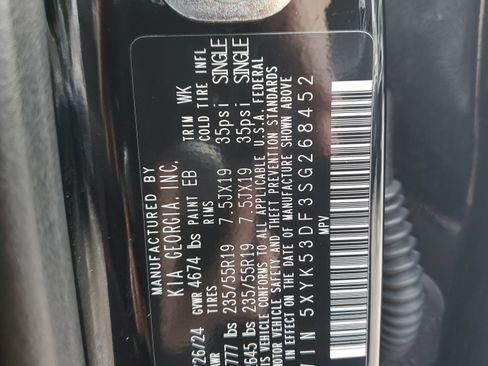 MANUFACTURED BY
KIA GEORGIA, INC.
26/24 GVWR 4674 lbs PAINT EB TRIM WK
TIRES RIMS COLD TIRE INFL
777 lbs 235/55R19 7.5JX19 35psi SINGLE
645 lbs 235/55R19 7.5JX19 35psi SINGLE
VEHICLE CONFORMS TO ALL APPLICABLE U.S.A. FEDERAL
MOTOR VEHICLE SAFETY AND THEFT PREVENTION STANDARDS
IN EFFECT ON THE DATE OF MANUFACTURE SHOWN ABOVE
VIN 5XYK53DF3SG268452
MPV